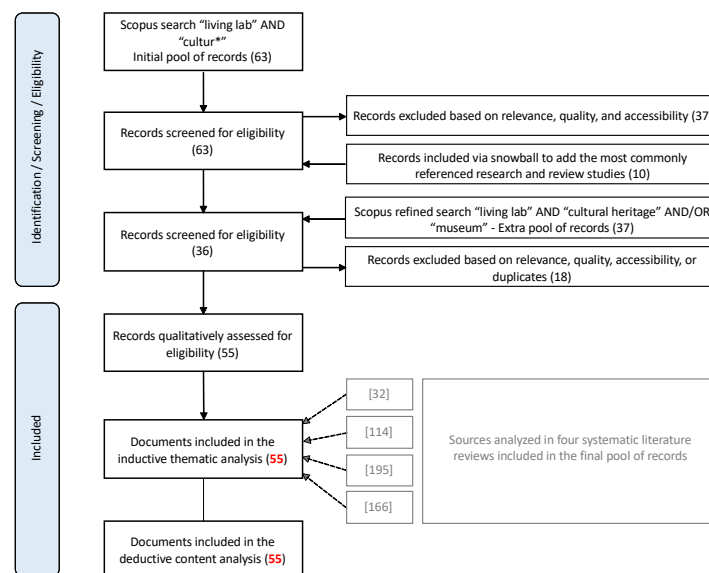 Identification / Screening / Eligibility
Scopus search “living lab” AND
“cultur*”
Initial pool of records (63)
Records screened for eligibility
(63)
Records excluded based on relevance, quality, and accessibility (37
Records included via snowball to add the most commonly
referenced research and review studies (10)
Records screened for eligibility
(36)
Scopus refined search “living lab” AND “cultural heritage” AND/OR
“museum” - Extra pool of records (37)
Records excluded based on relevance, quality, accessibility, or
duplicates (18)
Included
Records qualitatively assessed for
eligibility (55)
Documents included in the
inductive thematic analysis (55)
[32]
[114]
[195]
[166]
Sources analyzed in four systematic literature
reviews included in the final pool of records
Documents included in the
deductive content analysis (55)